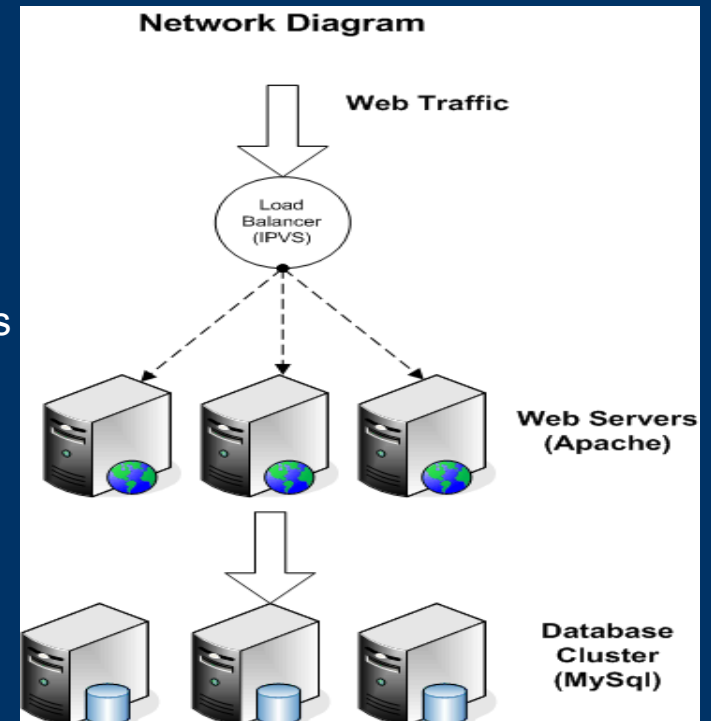 Network Diagram
Web Traffic
Load
Balancer
(IPVS)
s
Web Servers
(Apache)
Database
Cluster
(MySql)